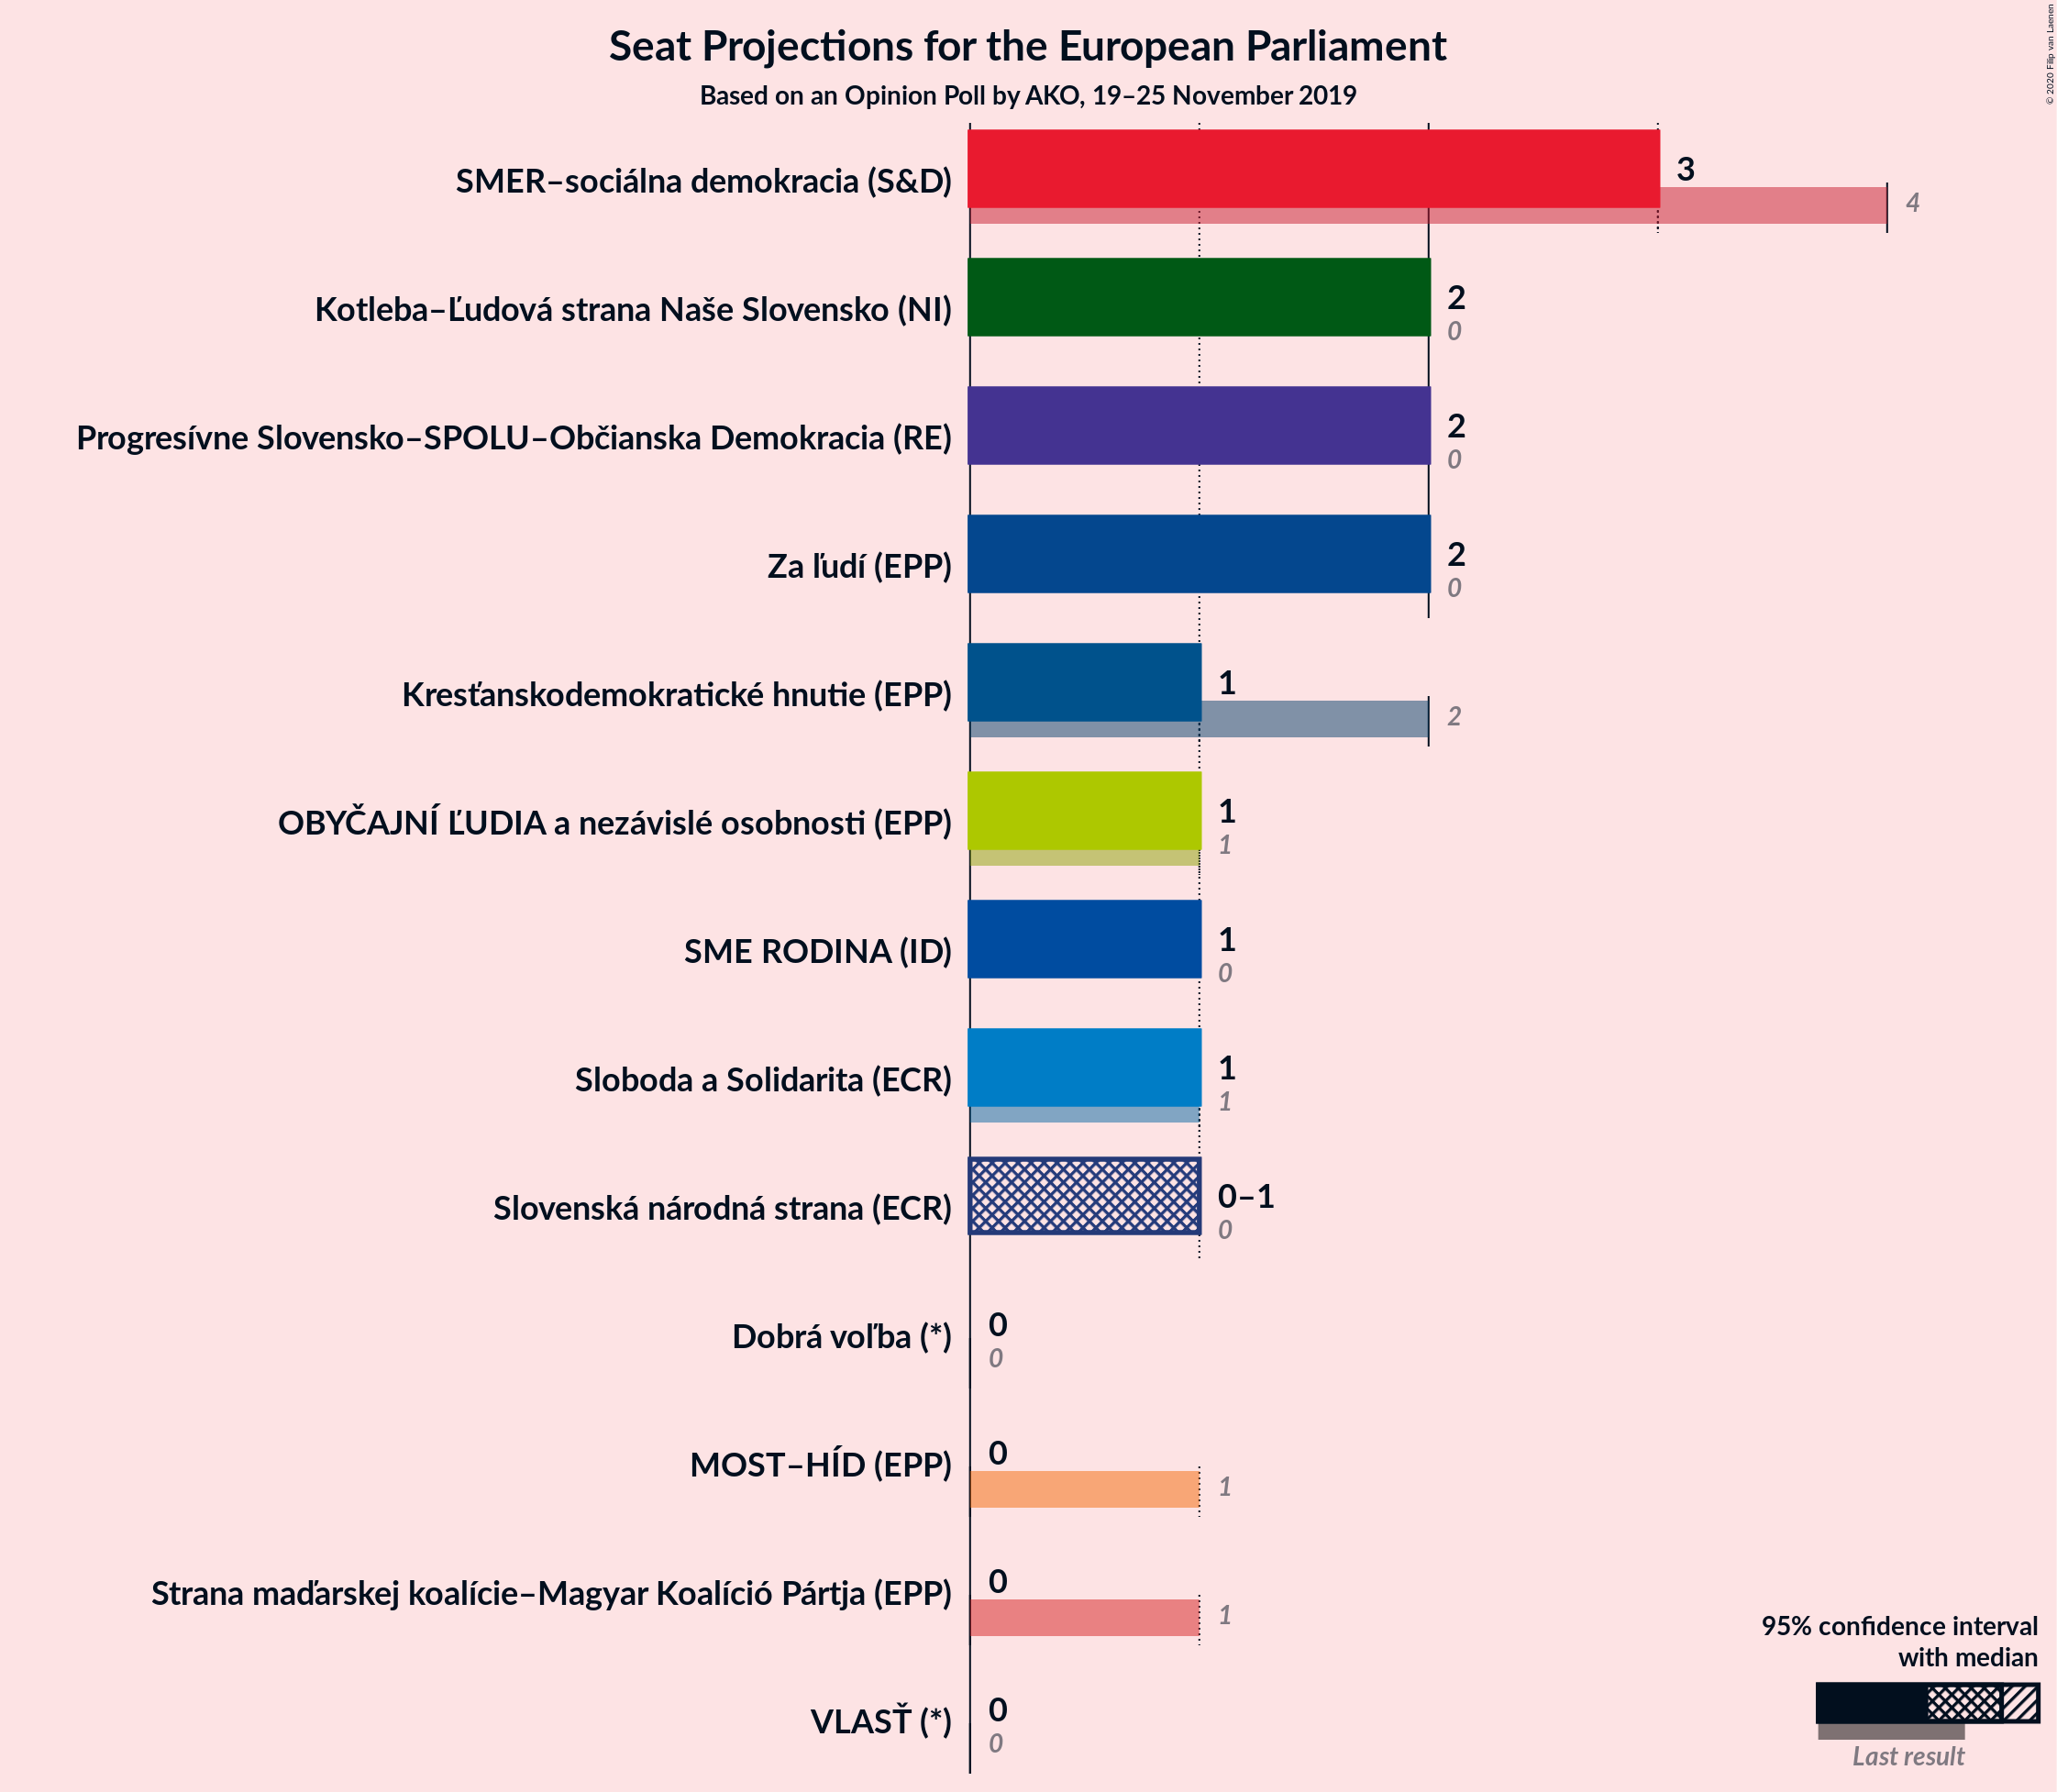 Seat Projections for the European Parliament
Based on an Opinion Poll by AKO, 19–25 November 2019
© 2020 Filip van Laenen
SMER–sociálna demokracia (S&D)
3
4
Kotleba–Ľudová strana Naše Slovensko (NI)
2
0
Progresívne Slovensko–SPOLU–Občianska Demokracia (RE)
2
0
Za ľudí (EPP)
2
0
Kresťanskodemokratické hnutie (EPP)
1
2
OBYČAJNÍ ĽUDIA a nezávislé osobnosti (EPP)
1
1
SME RODINA (ID)
1
0
Sloboda a Solidarita (ECR)
1
1
Slovenská národná strana (ECR)
0–1
0
Dobrá voľba (*)
0
0
MOST–HÍD (EPP)
0
1
Strana maďarskej koalície–Magyar Koalíció Pártja (EPP)
0
1
VLASŤ (*)
0
0
95% confidence interval
with median
Last result